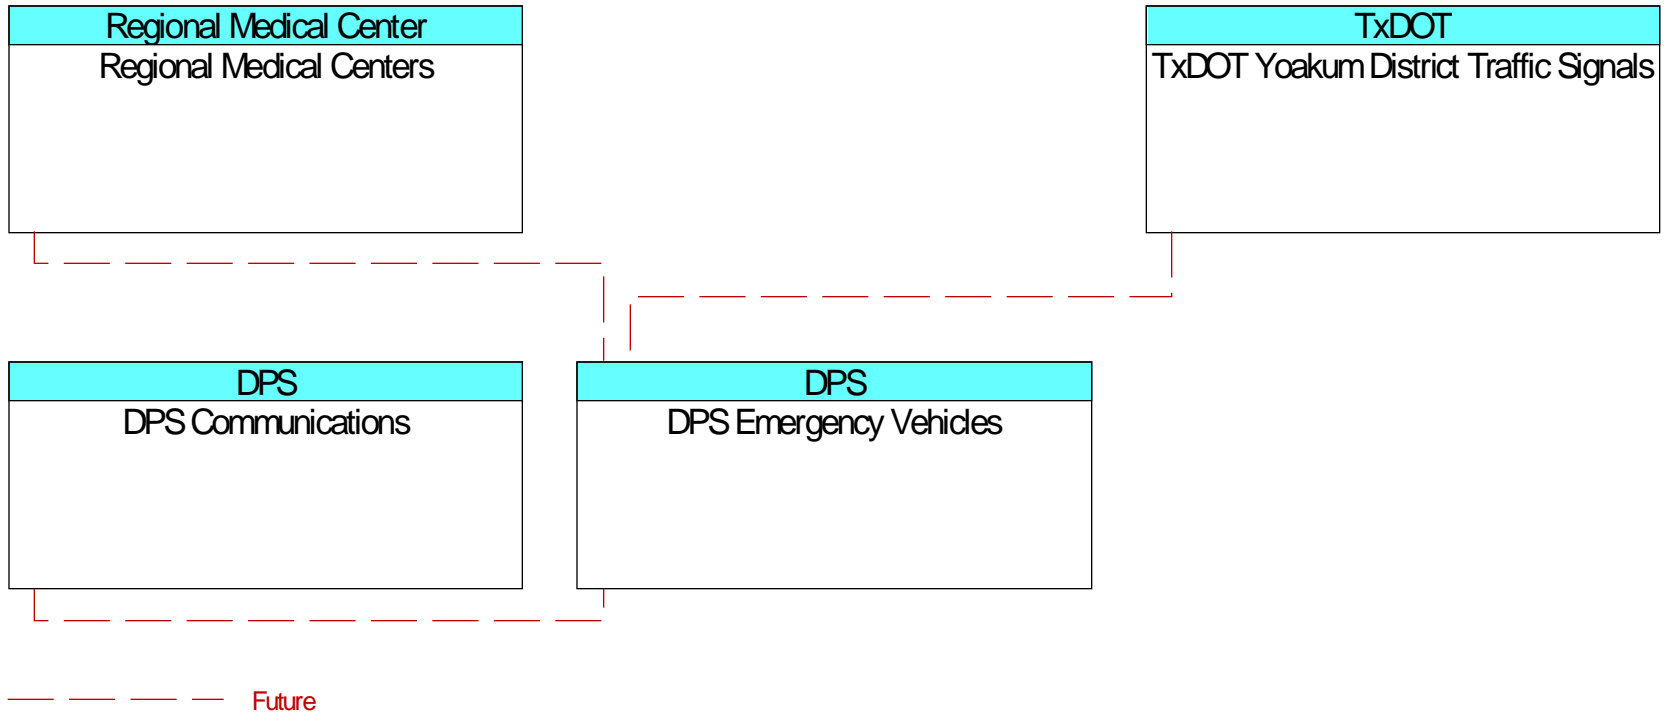 Regional Medical Center
Regional Medical Centers
TxDOT
TxDOT Yoakum District Traffic Signals
DPS
DPS Communications
DPS
DPS Emergency Vehicles
Future